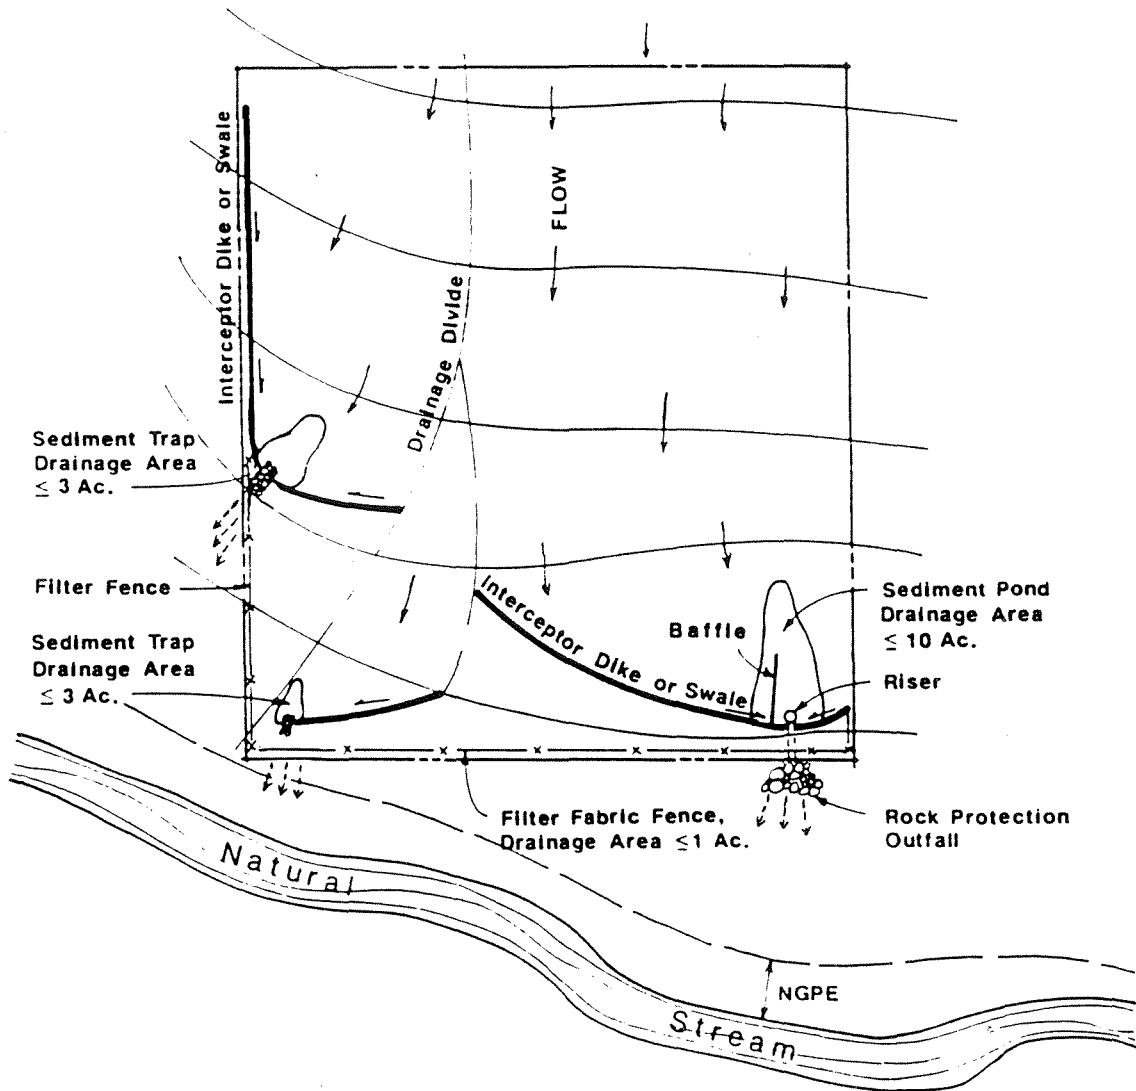 Interceptor Dike or Swale
FLOW
Drainage Divide
Sediment Trap
Drainage Area
≤ 3 Ac.
Filter Fence
Sediment Trap
Drainage Area
≤ 3 Ac.
Interceptor Dike or Swale
Baffle
Sediment Pond
Drainage Area
≤ 10 Ac.
Riser
Filter Fabric Fence,
Drainage Area ≤1 Ac.
Rock Protection
Outfall
Natural
Stream
NGPE